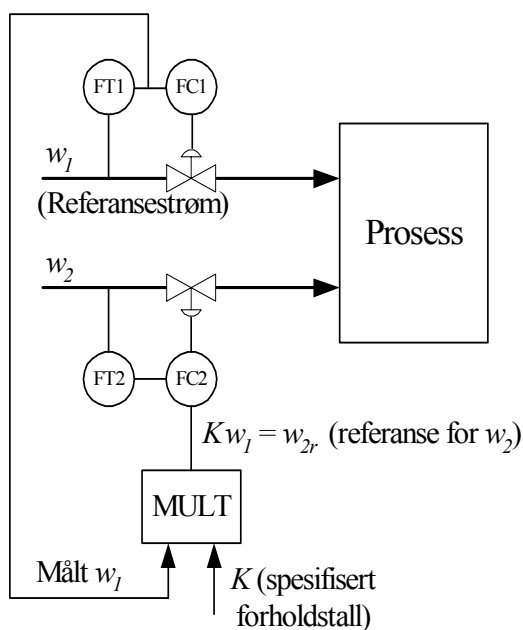 FT1 FC1
w1
(Referansestrøm)
Prosess
w2
FT2 FC2
Kw1 = w2r (referanse for w2)
MULT
Målt w1
K (spesifisert
forholdstall)